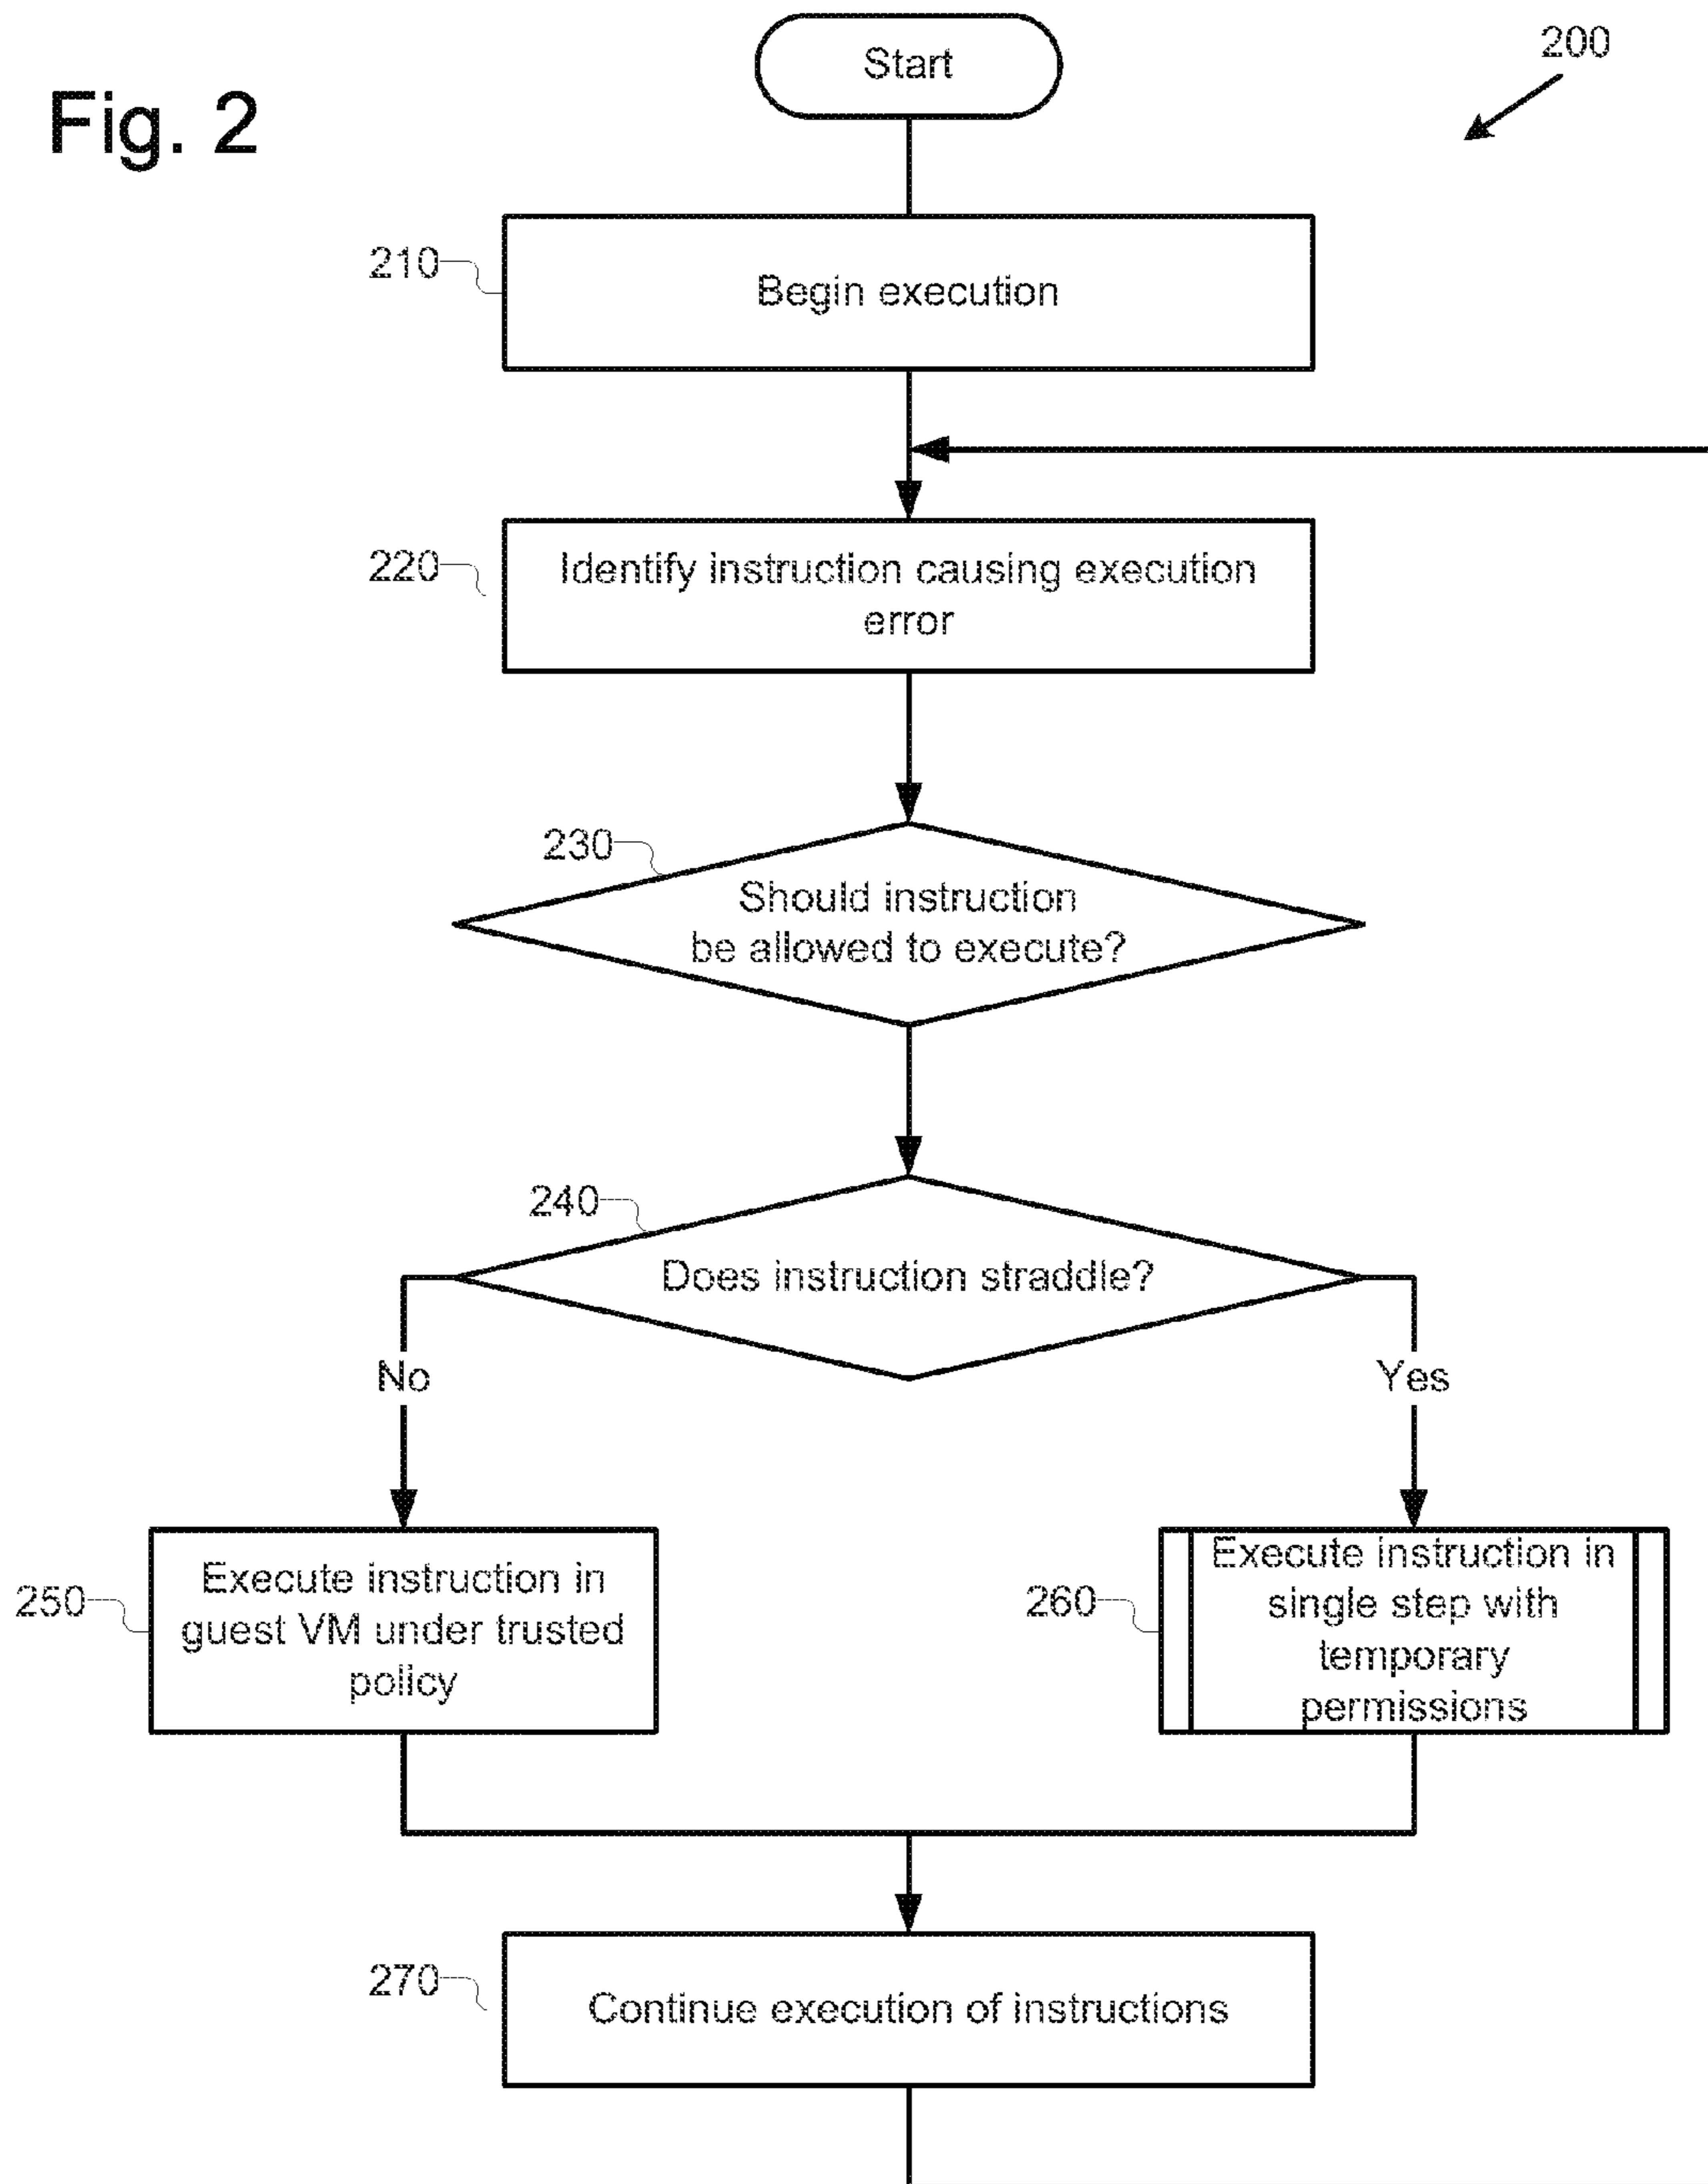 Fig. 2
Start
200
210
Begin execution
220
Identify instruction causing execution
error
230
Should instruction
be allowed to execute?
240
Does instruction straddle?
No
Yes
250
Execute instruction in
guest VM under trusted
policy
260
Execute instruction in
single step with
temporary
permissions
270
Continue execution of instructions